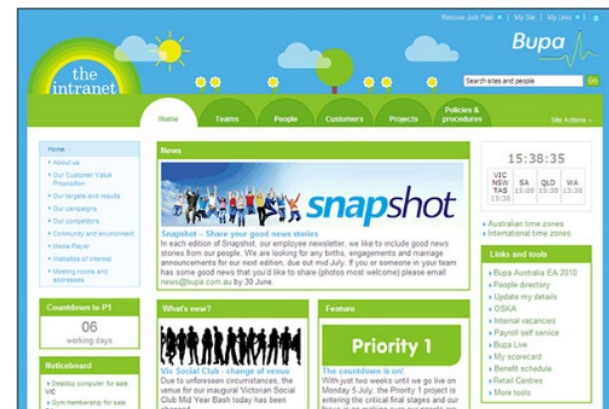 Welcome Josh Patel
My Site
My Links
Bupa
the
intranet
Search sites and people
Go
Home
Teams
People
Customers
Projects
Policies &
procedures
Site Actions
Home
About us
Our Customer Value
Proposition
Our targets and results
Our campaigns
Our competitors
Community and environment
Media Player
Websites of interest
Meeting rooms and
addresses
Countdown to P1
06
working days
Noticeboard
Desktop computer for sale
VIC
Gym membership for sale
News
snapshot
Snapshot – Share your good news stories
In each edition of Snapshot, our employee newsletter, we like to include good news
stories from our people. We are looking for any births, engagements and marriage
announcements for our next edition, due out mid July. If you or someone in your team
has some good news that you'd like to share (photos most welcome) please email
news@bupa.com.au by 30 June.
What's new?
Vic Social Club - change of venue
Due to unforeseen circumstances, the
venue for our inaugural Victorian Social
Club Mid Year Bash today has been
changed
Feature
Priority 1
The countdown is on!
With just two weeks until we go live on
Monday 5 July, the Priority 1 project is
entering the critical final stages and our
focus is on making sure our people are
15:38:35
VIC
NSW
TAS
15:38
SA
15:08
QLD
15:38
WA
13:38
Australian time zones
International time zones
Links and tools
Bupa Australia EA 2010
People directory
Update my details
OSKA
Internal vacancies
Payroll self service
Bupa Live
My scorecard
Benefit schedule
Retail Centres
More tools